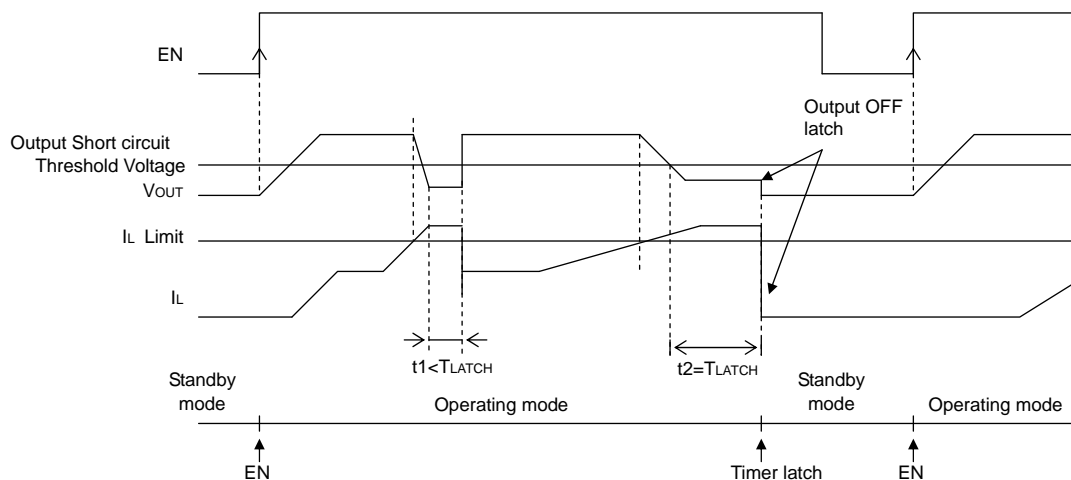 EN
Output OFF
latch
Output Short circuit
Threshold Voltage
VOUT
IL Limit
IL
t1<TLATCH
t2=TLATCH
Standby
mode
Operating mode
Standby
mode
Operating mode
EN
Timer latch
EN